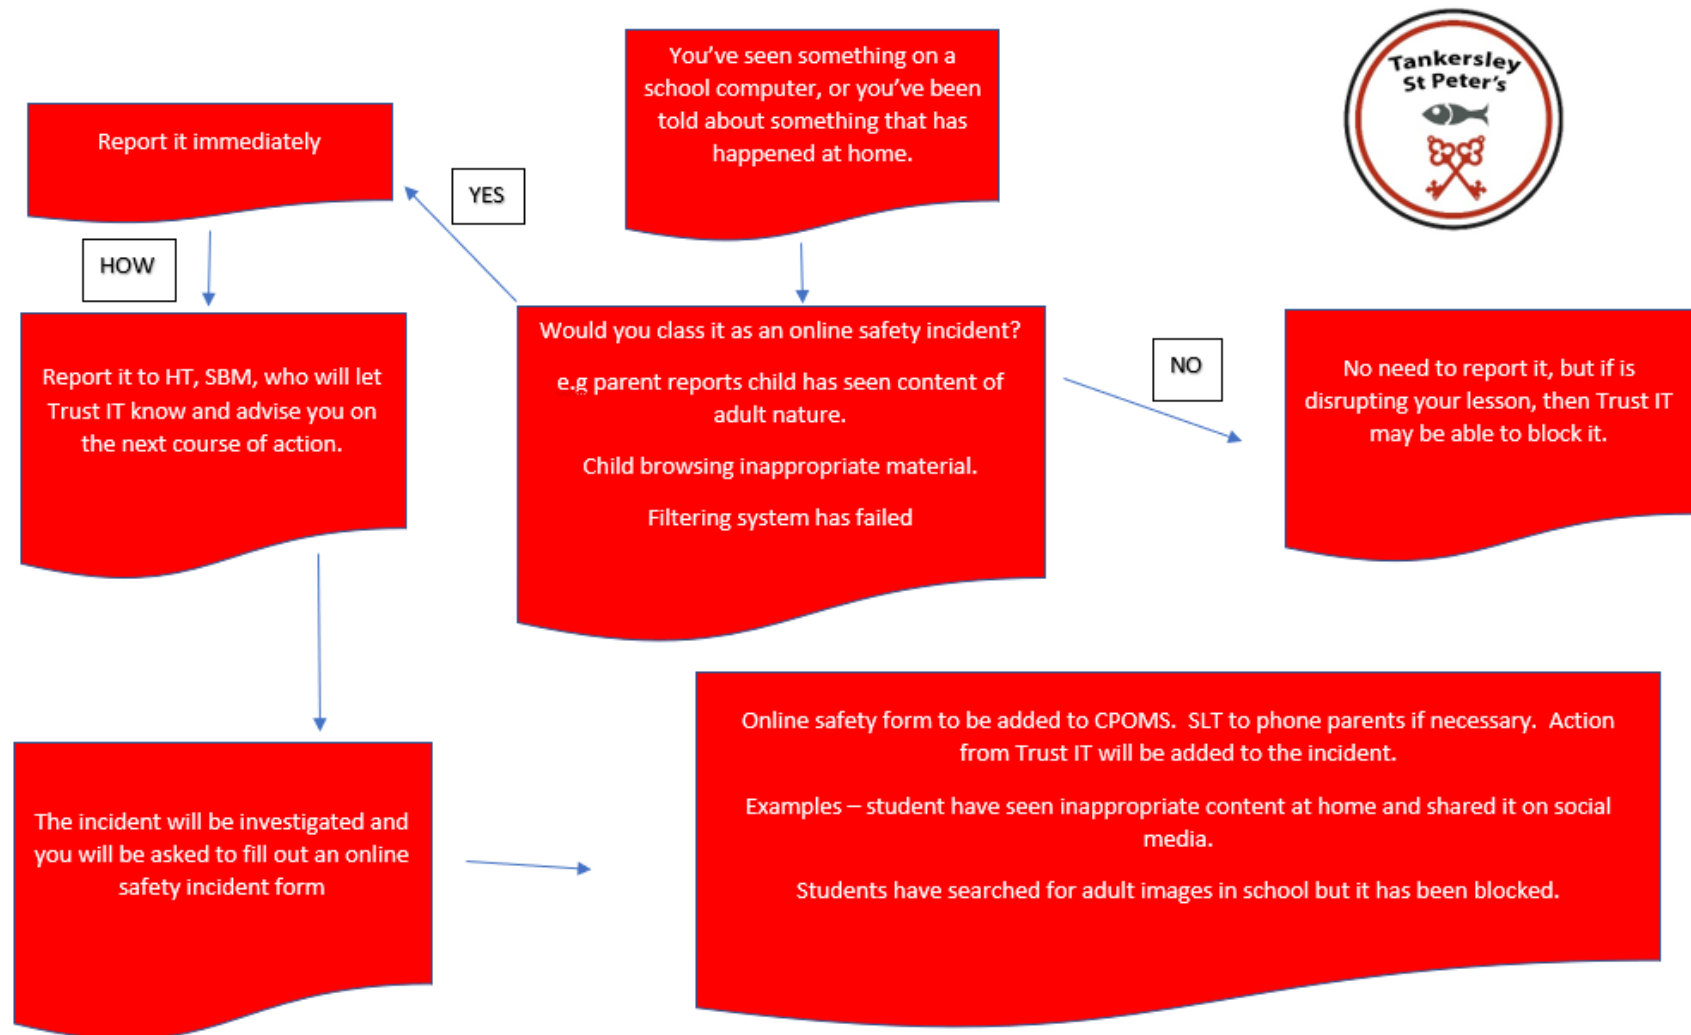 You've seen something on a
school computer, or you've been
told about something that has
happened at home.
Tankersley
St Peter's
Report it immediately
YES
HOW
Would you class it as an online safety incident?
e.g parent reports child has seen content of
adult nature.
Child browsing inappropriate material.
Filtering system has failed
NO
No need to report it, but if is
disrupting your lesson, then Trust IT
may be able to block it.
Report it to HT, SBM, who will let
Trust IT know and advise you on
the next course of action.
The incident will be investigated and
you will be asked to fill out an online
safety incident form
Online safety form to be added to CPOMS.  SLT to phone parents if necessary.  Action
from Trust IT will be added to the incident.
Examples – student have seen inappropriate content at home and shared it on social
media.
Students have searched for adult images in school but it has been blocked.